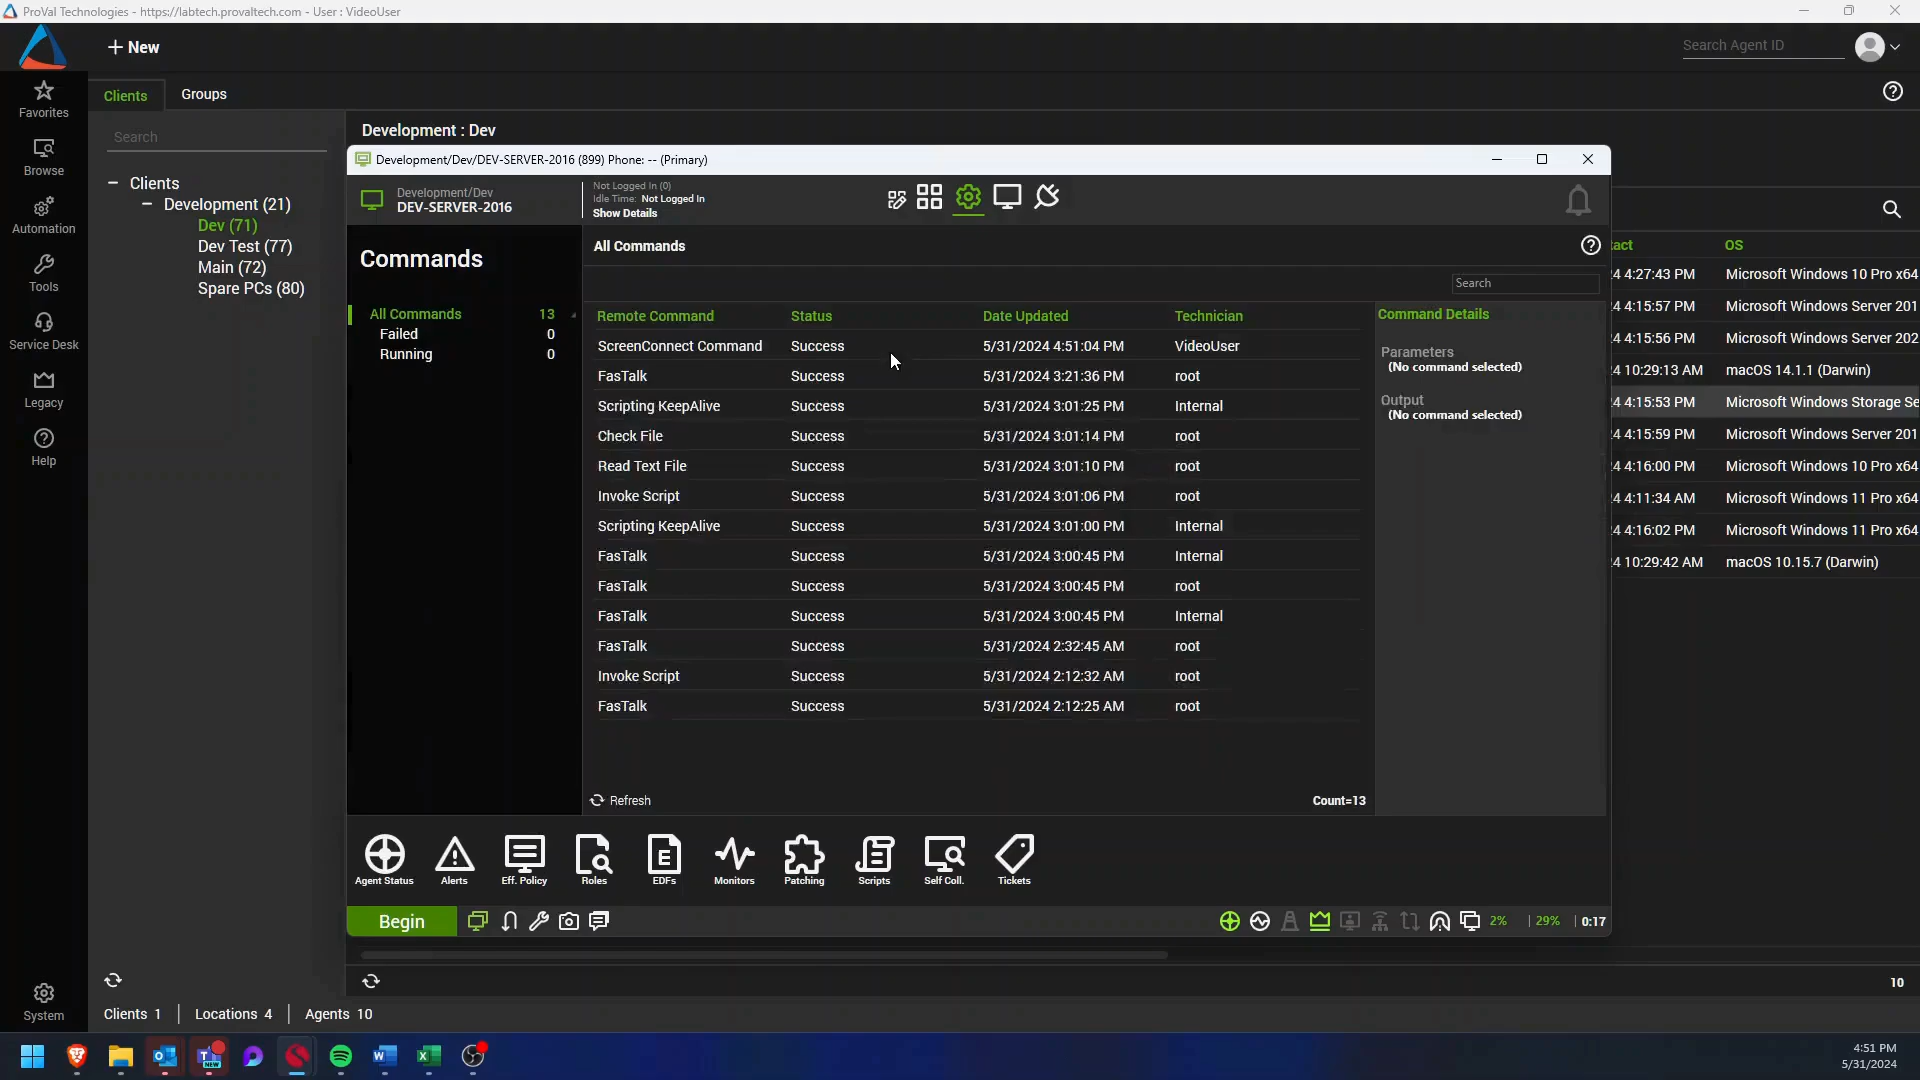 ProVal Technologies - https://labtech.provaltech.com - User : VideoUser
+ New
Search Agent ID
Favorites
Browse
Automation
Tools
Service Desk
Legacy
Help
System
Clients
Groups
Search
Clients
Development (21)
Dev (71)
Dev Test (77)
Main (72)
Spare PCs (80)
Development : Dev
Development/Dev/DEV-SERVER-2016 (899) Phone: -- (Primary)
Development/Dev
DEV-SERVER-2016
Not Logged In (0)
Idle Time: Not Logged In
Show Details
Commands
All Commands 13
Failed 0
Running 0
All Commands
Search
Remote Command Status Date Updated Technician
ScreenConnect Command Success 5/31/2024 4:51:04 PM VideoUser
FasTalk Success 5/31/2024 3:21:36 PM root
Scripting KeepAlive Success 5/31/2024 3:01:25 PM Internal
Check File Success 5/31/2024 3:01:14 PM root
Read Text File Success 5/31/2024 3:01:10 PM root
Invoke Script Success 5/31/2024 3:01:06 PM root
Scripting KeepAlive Success 5/31/2024 3:01:00 PM Internal
FasTalk Success 5/31/2024 3:00:45 PM Internal
FasTalk Success 5/31/2024 3:00:45 PM root
FasTalk Success 5/31/2024 3:00:45 PM Internal
FasTalk Success 5/31/2024 2:32:45 AM root
Invoke Script Success 5/31/2024 2:12:32 AM root
FasTalk Success 5/31/2024 2:12:25 AM root
Refresh
Count=13
Command Details
Parameters
(No command selected)
Output
(No command selected)
tact OS
4 4:27:43 PM Microsoft Windows 10 Pro x64
4 4:15:57 PM Microsoft Windows Server 201
4 4:15:56 PM Microsoft Windows Server 202
4 10:29:13 AM macOS 14.1.1 (Darwin)
4 4:15:53 PM Microsoft Windows Storage Se
4 4:15:59 PM Microsoft Windows Server 201
4 4:16:00 PM Microsoft Windows 10 Pro x64
4 4:11:34 AM Microsoft Windows 11 Pro x64
4 4:16:02 PM Microsoft Windows 11 Pro x64
4 10:29:42 AM macOS 10.15.7 (Darwin)
Agent Status
Alerts
Eff. Policy
Roles
EDFs
Monitors
Patching
Scripts
Self Coll.
Tickets
Begin
2% | 29% | 0:17
10
Clients 1 | Locations 4 | Agents 10
NEW
4:51 PM
5/31/2024